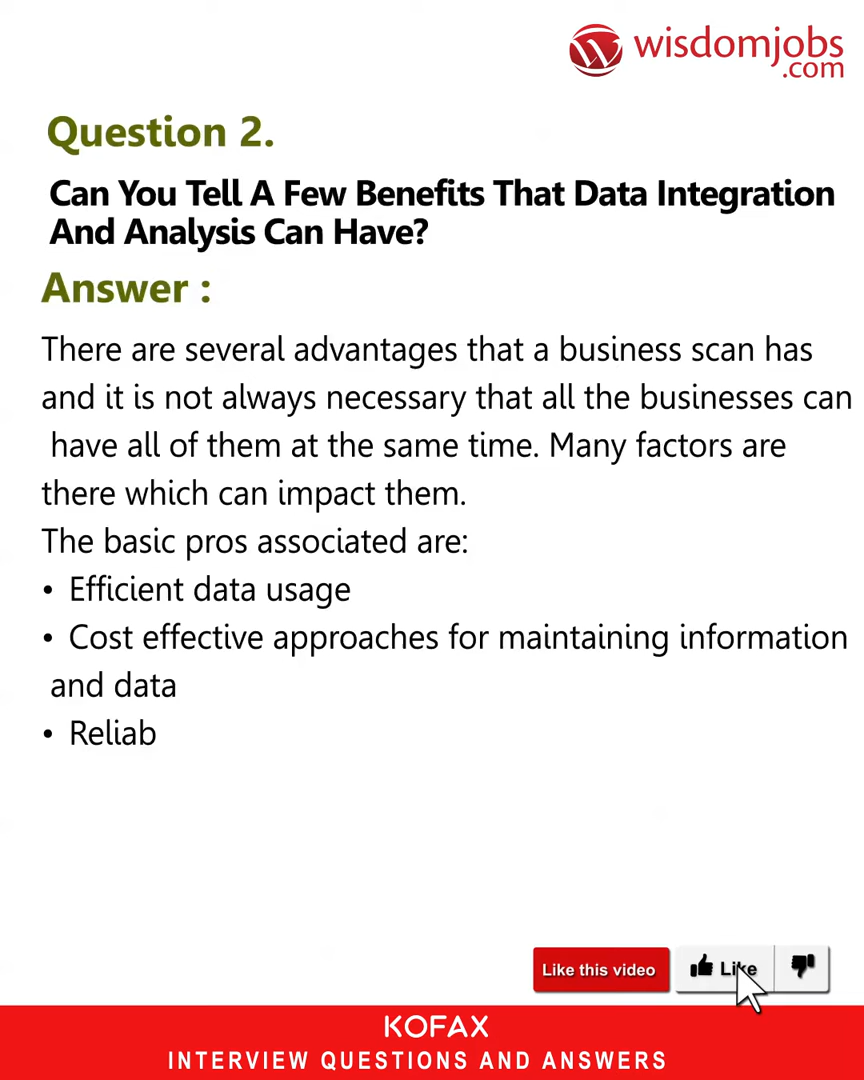 wisdomjobs
.com
Question 2.
Can You Tell A Few Benefits That Data Integration
And Analysis Can Have?
Answer :
There are several advantages that a business scan has
and it is not always necessary that all the businesses can
have all of them at the same time. Many factors are
there which can impact them.
The basic pros associated are:
• Efficient data usage
• Cost effective approaches for maintaining information
and data
• Reliab
Like this video Like
KOFAX
INTERVIEW QUESTIONS AND ANSWERS